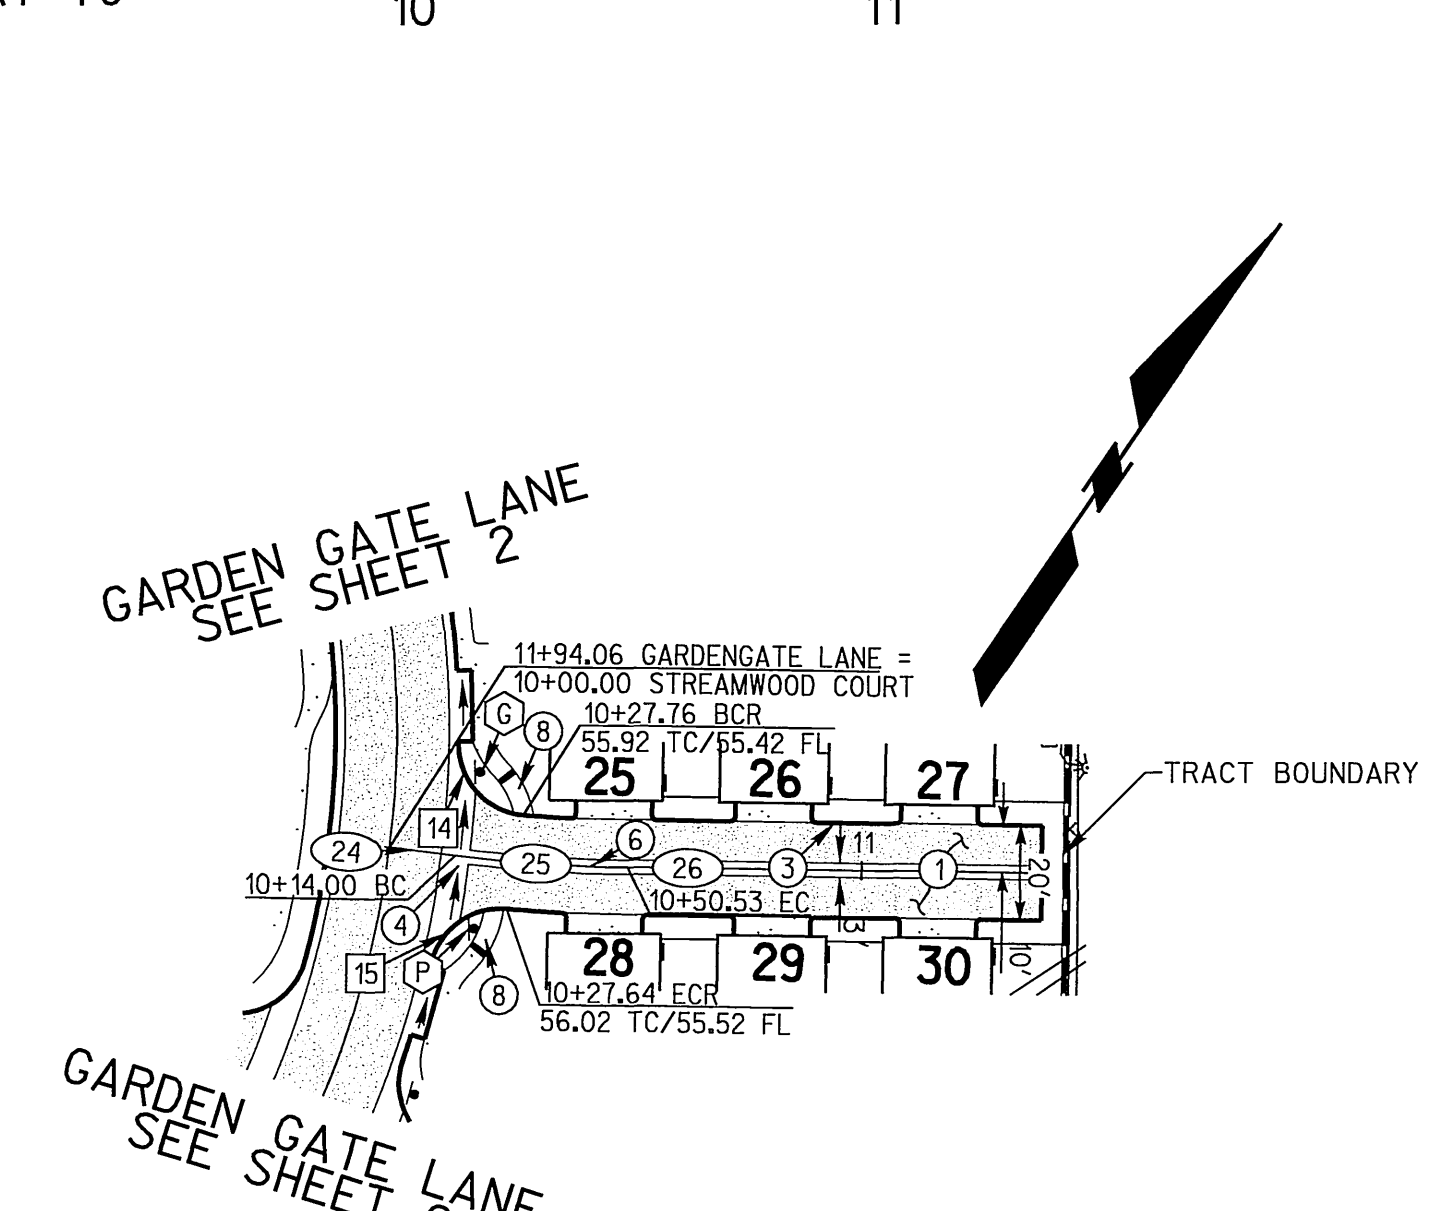 10
11
GARDEN GATE LANE
SEE SHEET 2
11+94.06 GARDENGATE LANE =
10+00.00 STREAMWOOD COURT
G
8
10+27.76 BCR
55.92 TC/55.42 FL
25
26
27
TRACT BOUNDARY
14
24
25
6
26
3
11
1
20'
10+14.00 BC
10+50.53 EC
4
3'
10'
15
P
8
28
29
30
10+27.64 ECR
56.02 TC/55.52 FL
GARDEN GATE LANE
SEE SHEET